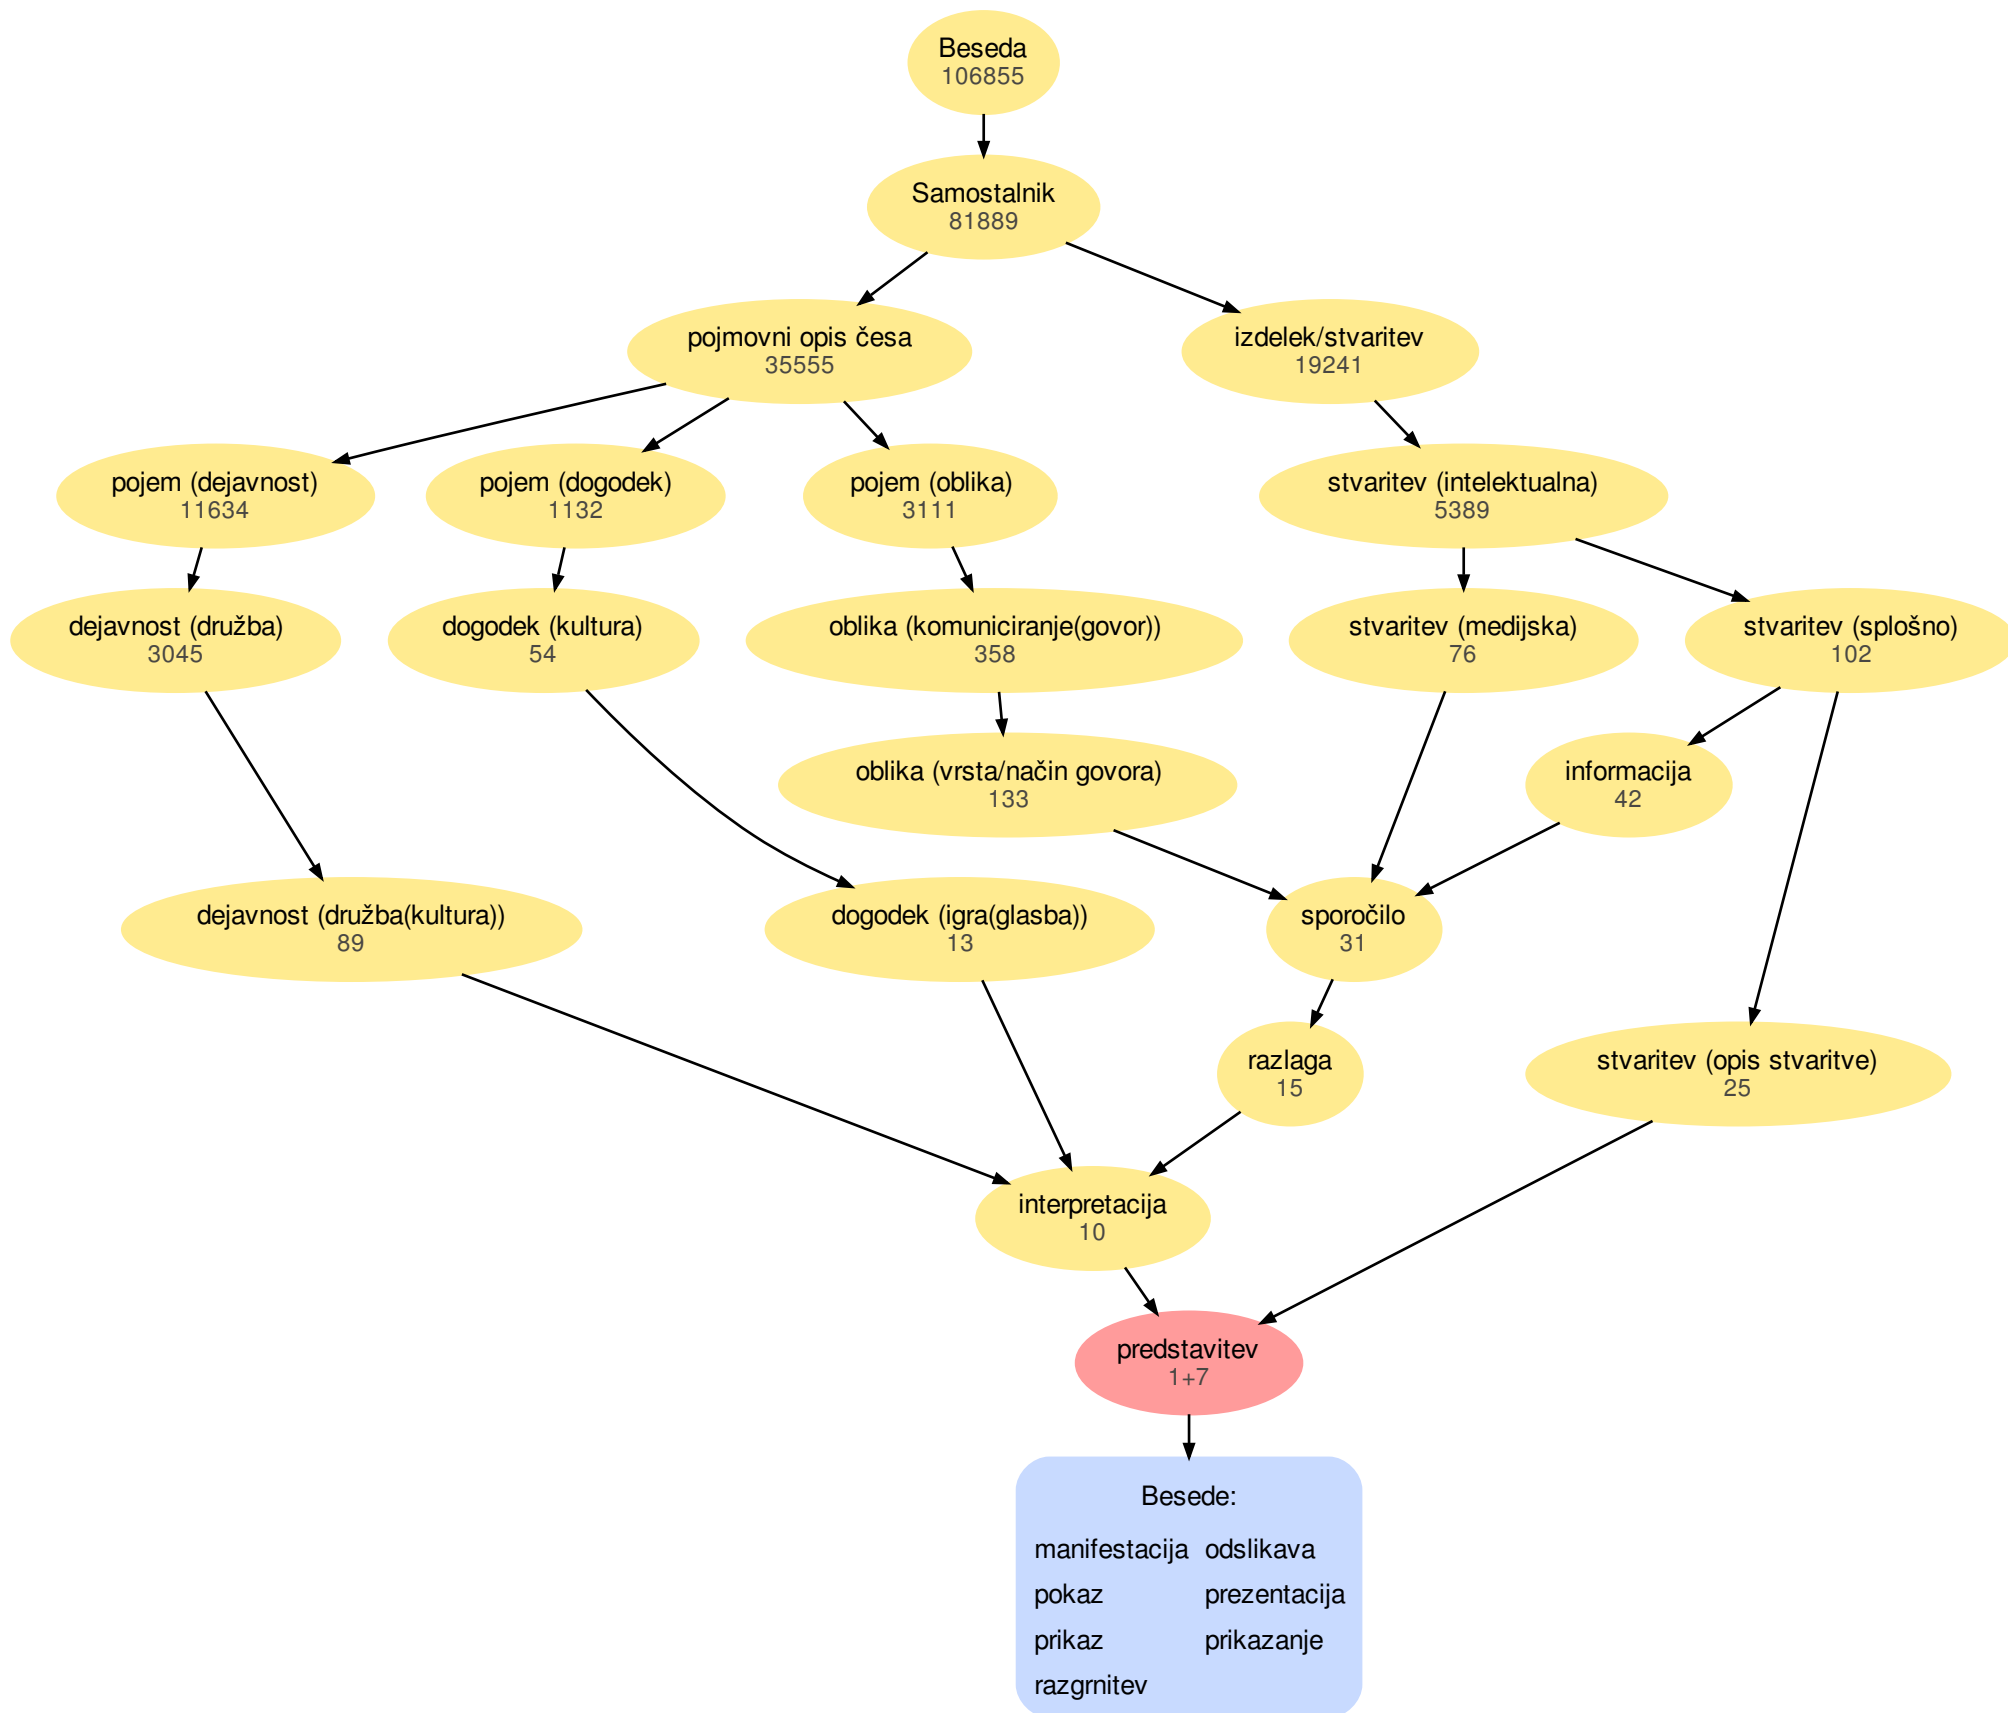 Beseda
106855
Samostalnik
81889
pojmovni opis česa
35555
izdelek/stvaritev
19241
pojem (dejavnost)
11634
pojem (dogodek)
1132
pojem (oblika)
3111
stvaritev (intelektualna)
5389
dejavnost (družba)
3045
dogodek (kultura)
54
oblika (komuniciranje(govor))
358
stvaritev (medijska)
76
stvaritev (splošno)
102
oblika (vrsta/način govora)
133
informacija
42
dejavnost (družba(kultura))
89
dogodek (igra(glasba))
13
sporočilo
31
razlaga
15
stvaritev (opis stvaritve)
25
interpretacija
10
predstavitev
1+7
Besede:
manifestacija odslikava
pokaz prezentacija
prikaz prikazanje
razgrnitev